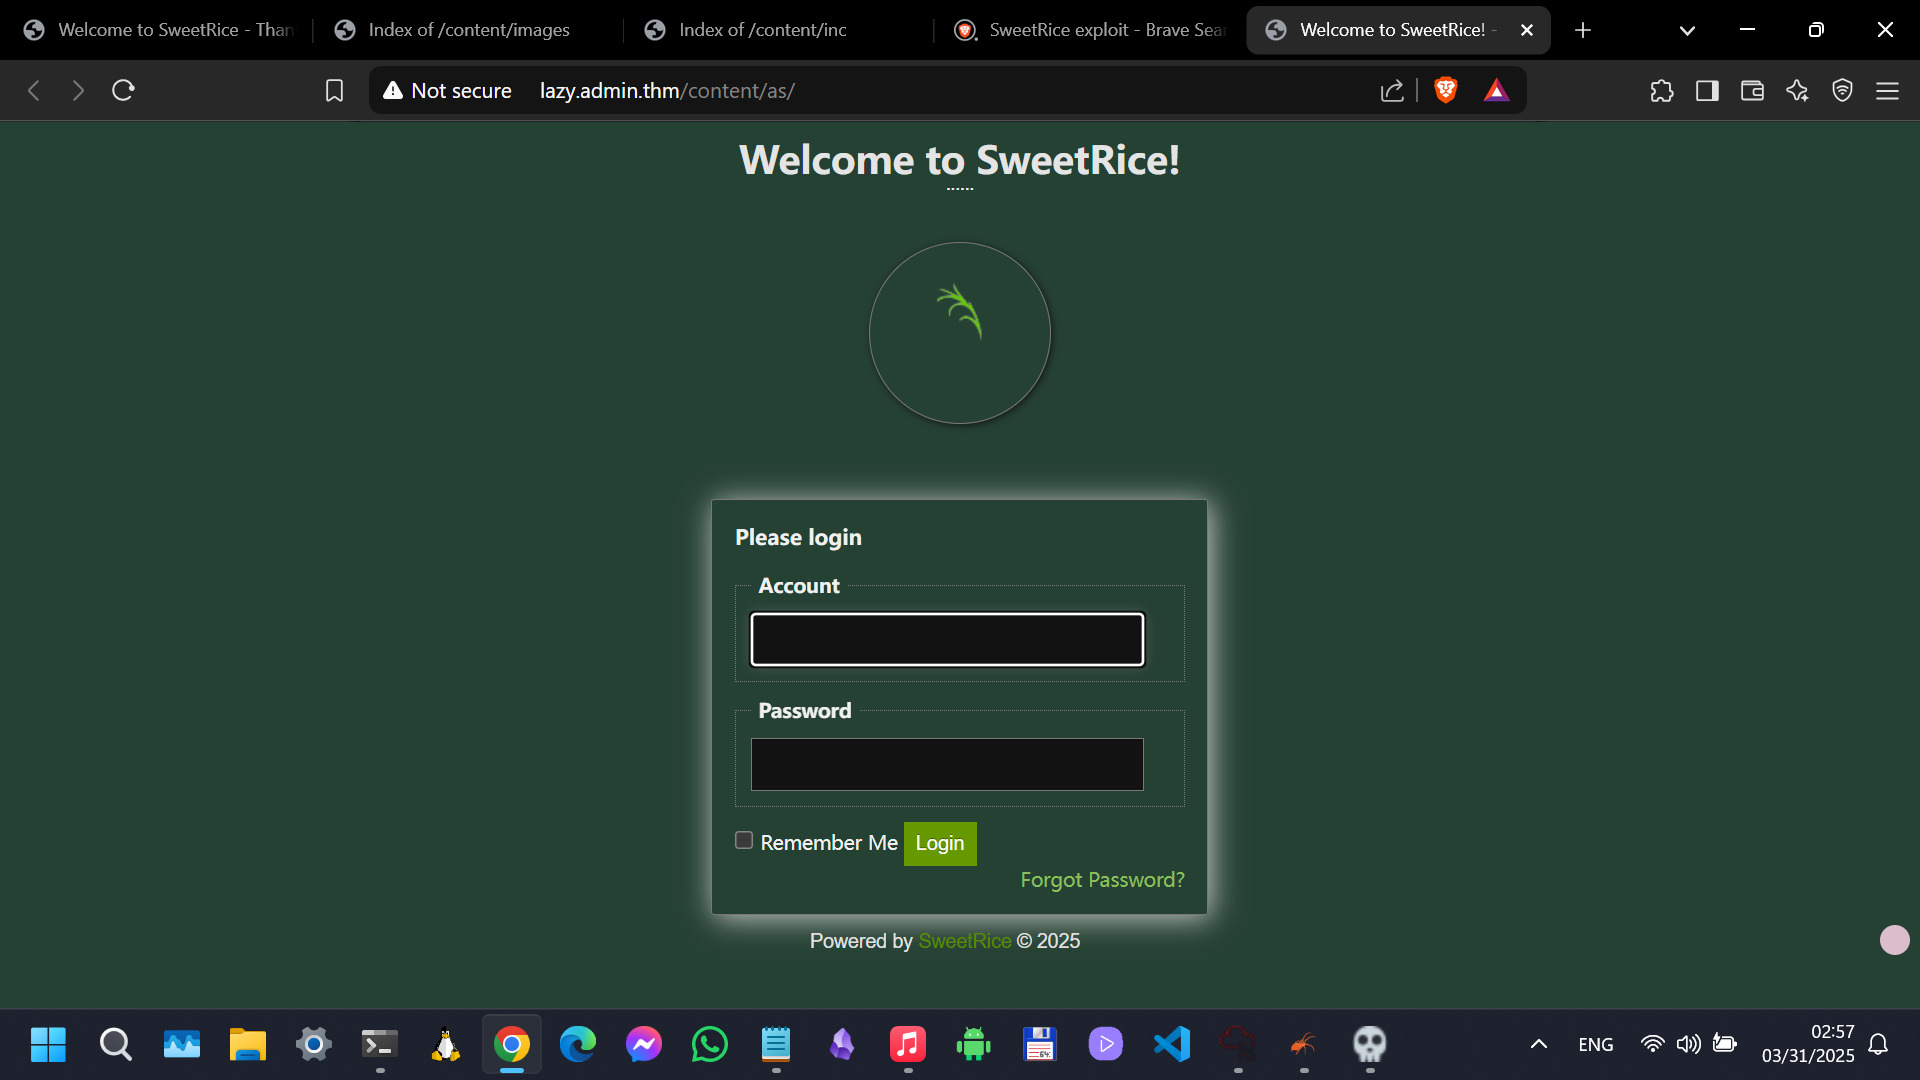 Welcome to SweetRice - Than
Index of /content/images
Index of /content/inc
SweetRice exploit - Brave Sear
Welcome to SweetRice! -
Not secure
lazy.admin.thm/content/as/
Welcome to SweetRice!
Please login
Account
Password
Remember Me
Login
Forgot Password?
Powered by SweetRice © 2025
64
ENG
02:57
03/31/2025